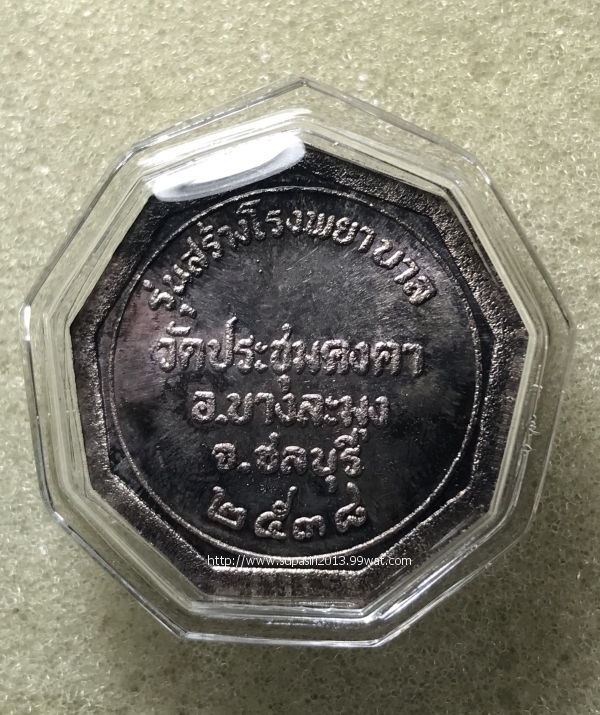 รุ่นสร้างโรงพยาบาล
วัดประชุมคงคา
อ.บางละมุง
จ.ชลบุรี
๒๕๓๘
http://www.supasin2013.99wat.com